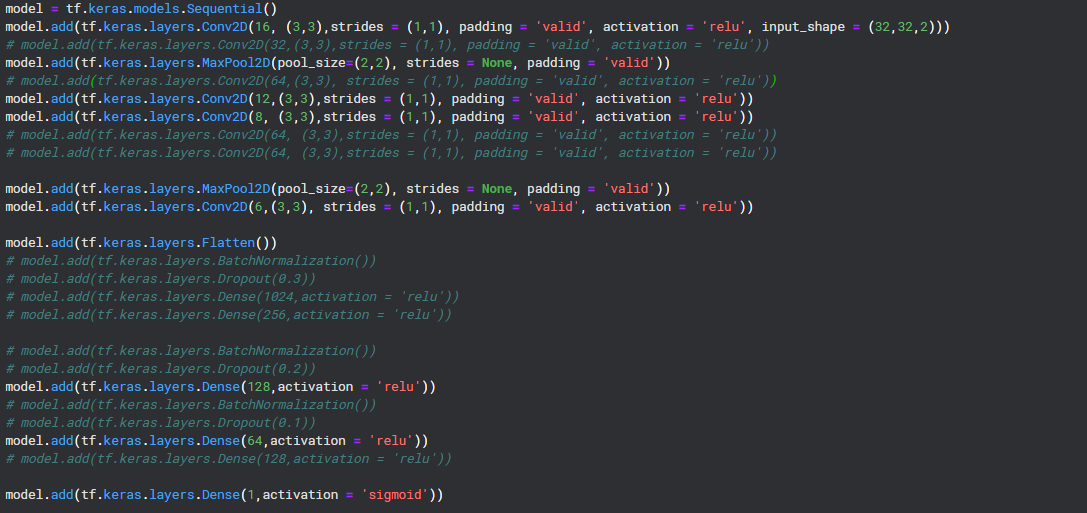 model = tf.keras.models.Sequential()
model.add(tf.keras.layers.Conv2D(16, (3,3),strides = (1,1), padding = 'valid', activation = 'relu', input_shape = (32,32,2)))
# model.add(tf.keras.layers.Conv2D(32,(3,3),strides = (1,1), padding = 'valid', activation = 'relu'))
model.add(tf.keras.layers.MaxPool2D(pool_size=(2,2), strides = None, padding = 'valid'))
# model.add(tf.keras.layers.Conv2D(64,(3,3), strides = (1,1), padding = 'valid', activation = 'relu'))
model.add(tf.keras.layers.Conv2D(12,(3,3),strides = (1,1), padding = 'valid', activation = 'relu'))
model.add(tf.keras.layers.Conv2D(8, (3,3),strides = (1,1), padding = 'valid', activation = 'relu'))
# model.add(tf.keras.layers.Conv2D(64, (3,3),strides = (1,1), padding = 'valid', activation = 'relu'))
# model.add(tf.keras.layers.Conv2D(64, (3,3),strides = (1,1), padding = 'valid', activation = 'relu'))
model.add(tf.keras.layers.MaxPool2D(pool_size=(2,2), strides = None, padding = 'valid'))
model.add(tf.keras.layers.Conv2D(6,(3,3), strides = (1,1), padding = 'valid', activation = 'relu'))
model.add(tf.keras.layers.Flatten())
# model.add(tf.keras.layers.BatchNormalization())
# model.add(tf.keras.layers.Dropout(0.3))
# model.add(tf.keras.layers.Dense(1024,activation = 'relu'))
# model.add(tf.keras.layers.Dense(256,activation = 'relu'))
# model.add(tf.keras.layers.BatchNormalization())
# model.add(tf.keras.layers.Dropout(0.2))
model.add(tf.keras.layers.Dense(128,activation = 'relu'))
# model.add(tf.keras.layers.BatchNormalization())
# model.add(tf.keras.layers.Dropout(0.1))
model.add(tf.keras.layers.Dense(64,activation = 'relu'))
# model.add(tf.keras.layers.Dense(128,activation = 'relu'))
model.add(tf.keras.layers.Dense(1,activation = 'sigmoid'))